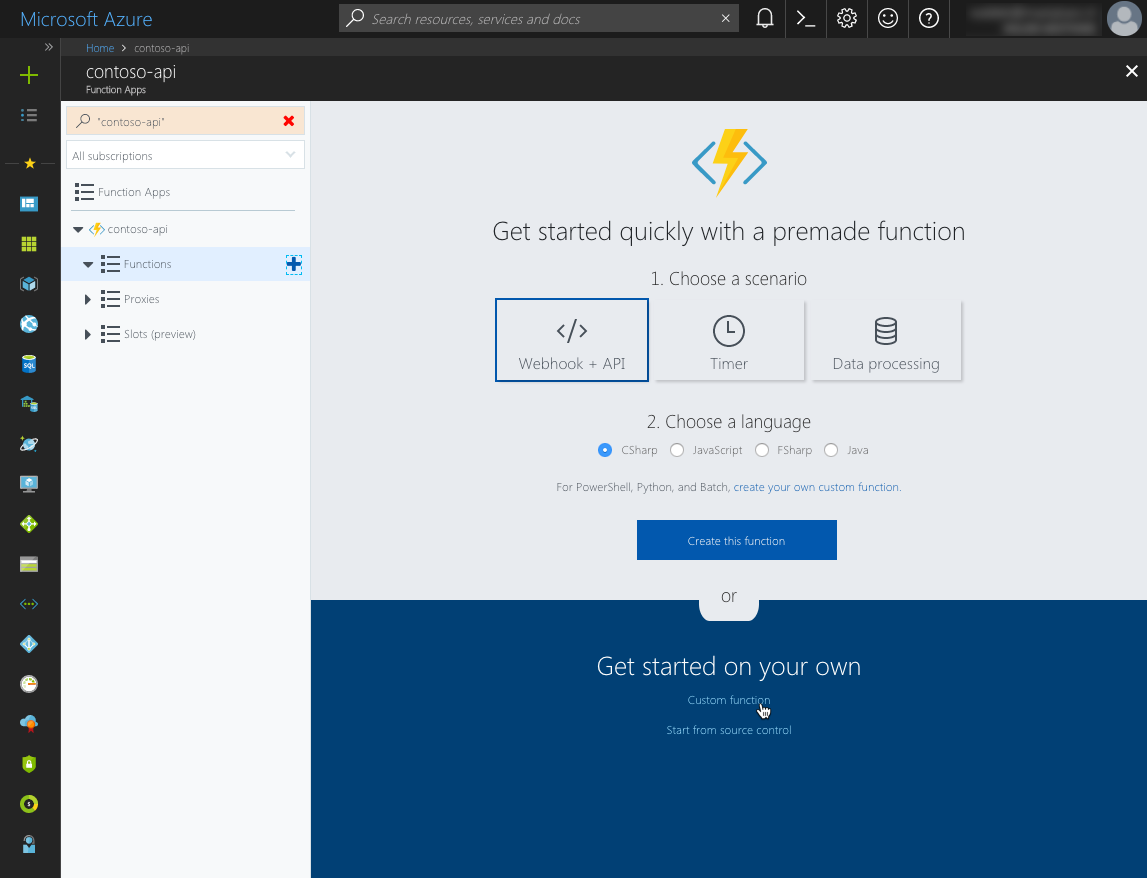 Microsoft Azure
Search resources, services and docs
Home > contoso-api
contoso-api
Function Apps
"contoso-api"
All subscriptions
Function Apps
contoso-api
Functions
Proxies
Slots (preview)
Get started quickly with a premade function
1. Choose a scenario
Webhook + API
Timer
Data processing
2. Choose a language
CSharp
JavaScript
FSharp
Java
For PowerShell, Python, and Batch, create your own custom function.
Create this function
or
Get started on your own
Custom function
Start from source control
SQL